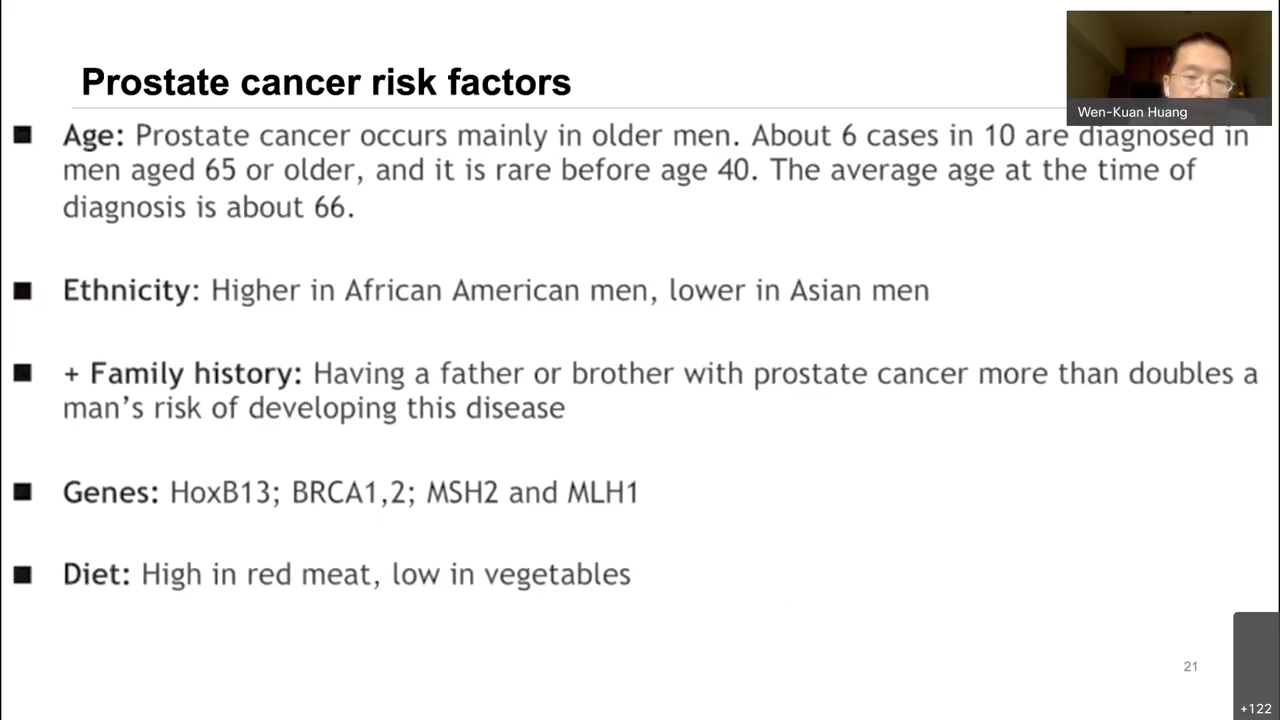 Prostate cancer risk factors
Wen-Kuan Huang
■ Age: Prostate cancer occurs mainly in older men. About 6 cases in 10 are diagnosed in
men aged 65 or older, and it is rare before age 40. The average age at the time of
diagnosis is about 66.
■ Ethnicity: Higher in African American men, lower in Asian men
■ + Family history: Having a father or brother with prostate cancer more than doubles a
man’s risk of developing this disease
■ Genes: HoxB13; BRCA1,2; MSH2 and MLH1
■ Diet: High in red meat, low in vegetables
21
+122